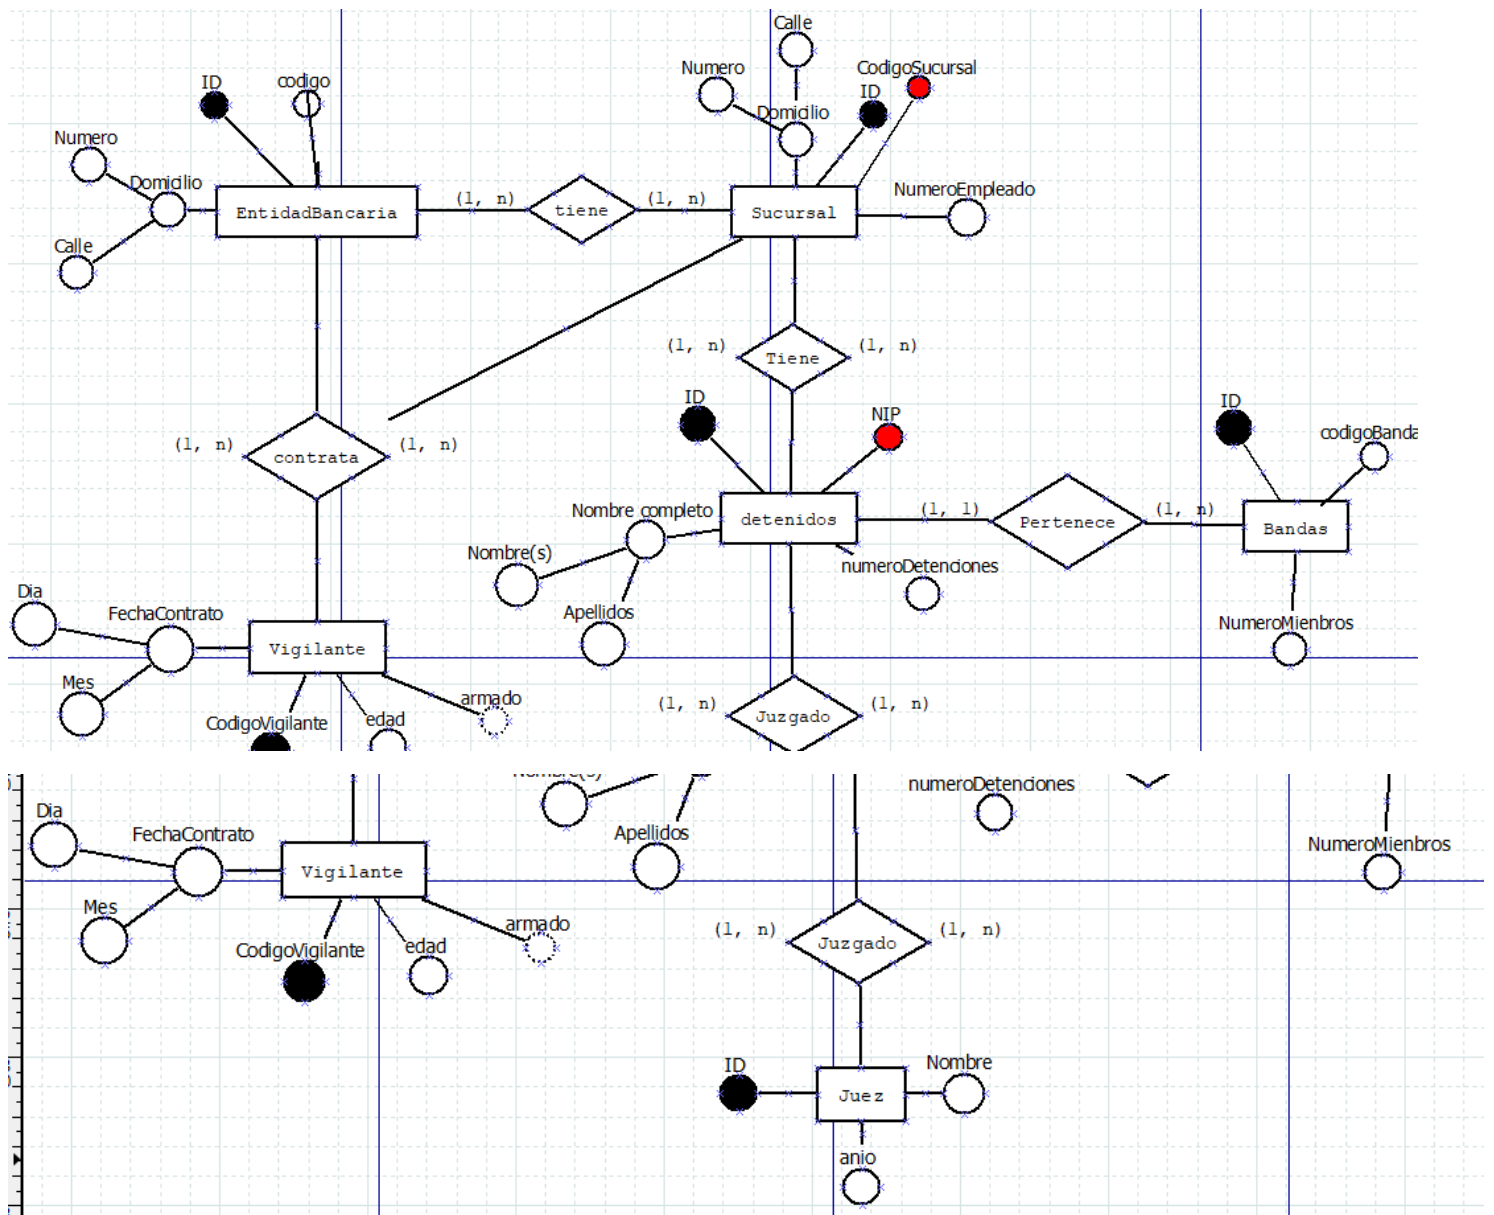 Calle
Numero
CodigoSucursal
ID
codigo
ID
Domicilio
Numero
Domicilio
NumeroEmpleado
EntidadBancaria
(1, n)
tiene
(1, n)
Sucursal
Calle
(1, n)
Tiene
(1, n)
ID
NIP
ID
codigoBanda
(1, n)
contrata
(1, n)
Nombre completo
detenidos
(1, 1)
Pertenece
(1, n)
Bandas
Nombre(s)
numeroDetenciones
Dia
FechaContrato
Apellidos
NumeroMienbros
Vigilante
Mes
armado
(1, n)
Juzgado
(1, n)
CodigoVigilante
edad
Nombre(s)
numeroDetenciones
Dia
FechaContrato
Apellidos
NumeroMienbros
Vigilante
Mes
armado
(1, n)
Juzgado
(1, n)
CodigoVigilante
edad
ID
Nombre
Juez
anio